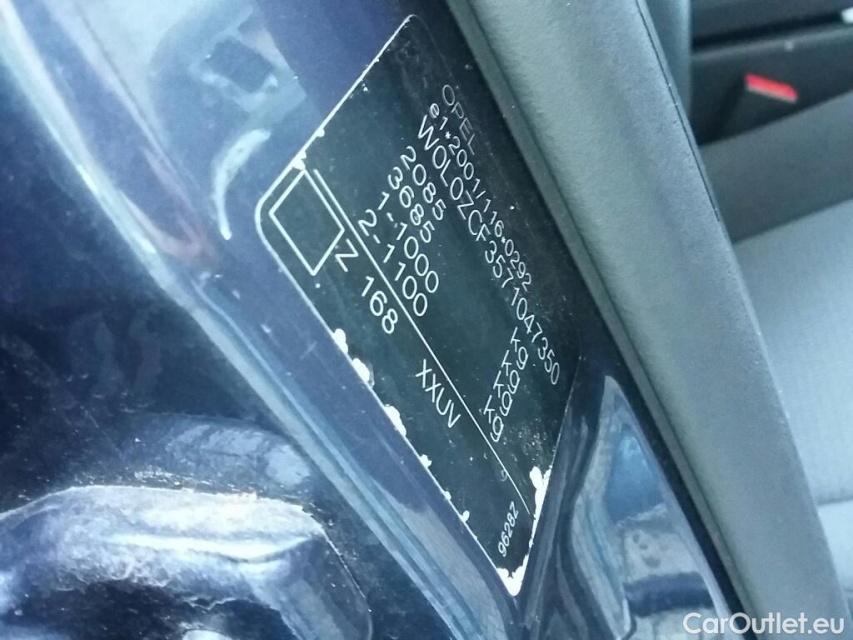 OPEL
e1*2001/116*0292
W0L0ZCF3571047350
2085 kg
3685 kg
1-1000 kg
2-1100 kg
Z 168 XXUV
9628Z
CarOutlet.eu